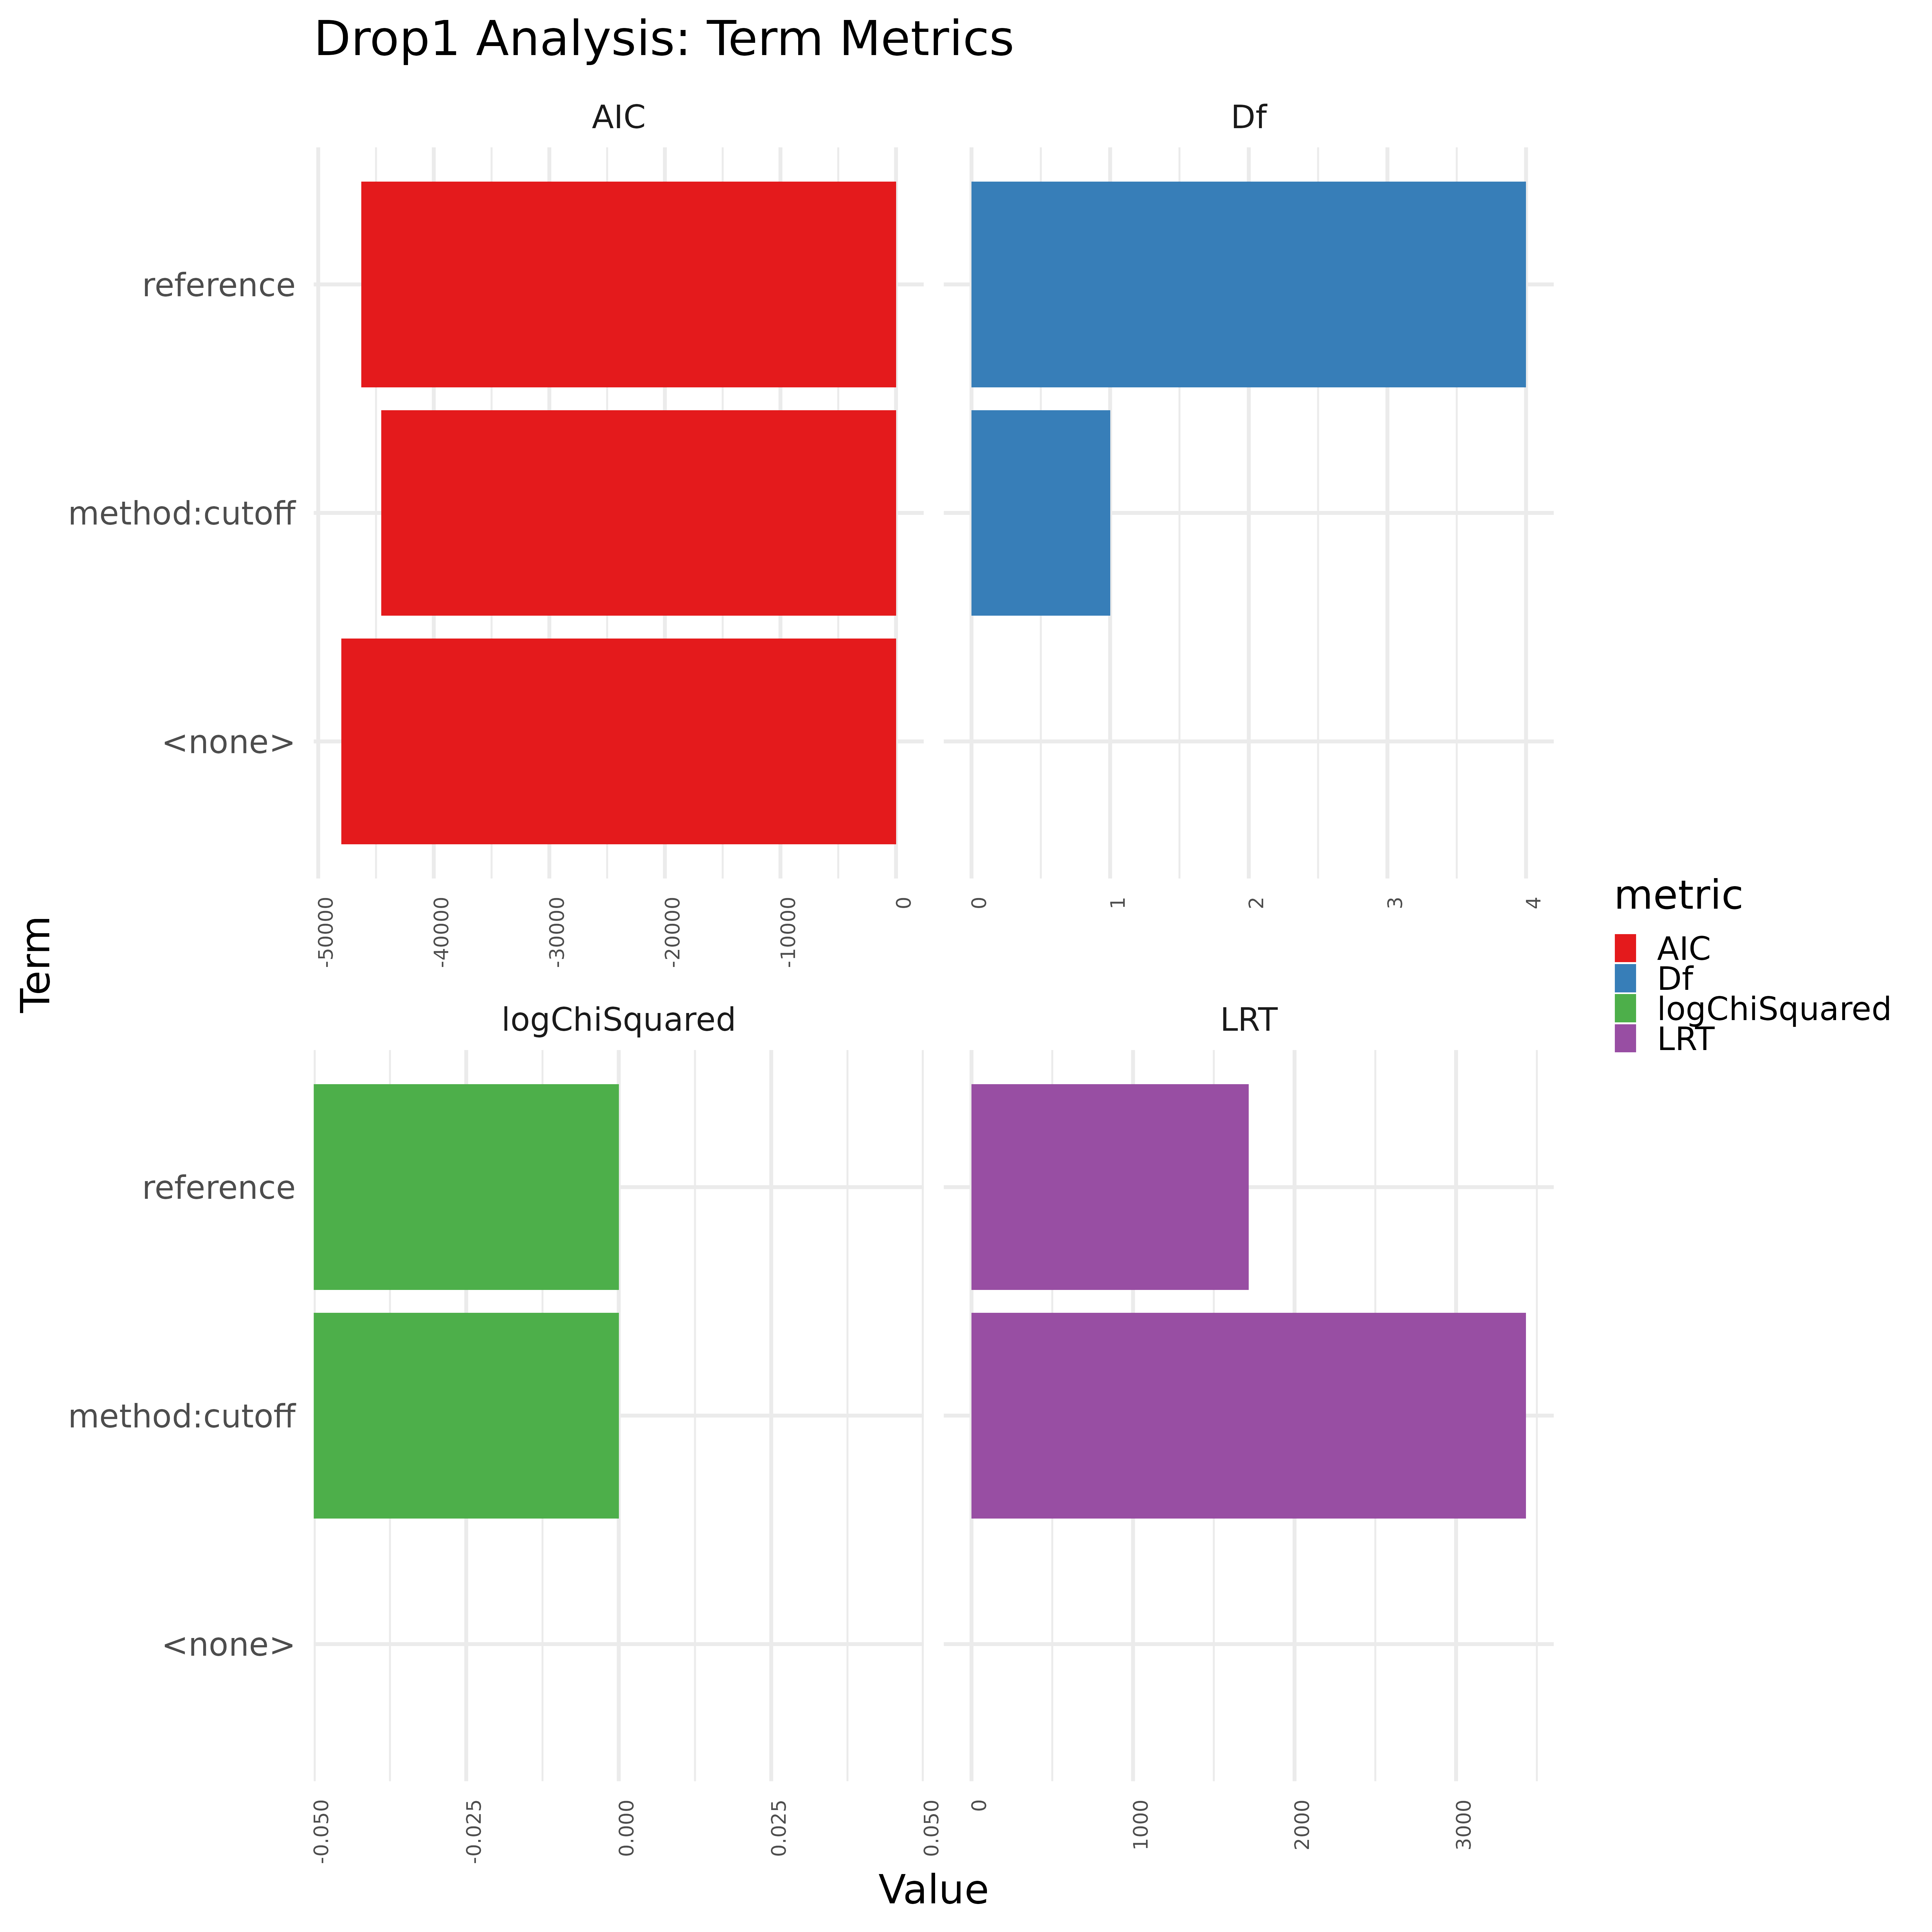 Drop1 Analysis: Term Metrics
AIC
Df
reference
method:cutoff
<none>
-50000
-40000
-30000
-20000
-10000
0
0
1
2
3
4
Term
logChiSquared
LRT
reference
method:cutoff
<none>
-0.050
-0.025
0.000
0.025
0.050
0
1000
2000
3000
Value
metric
AIC
Df
logChiSquared
LRT